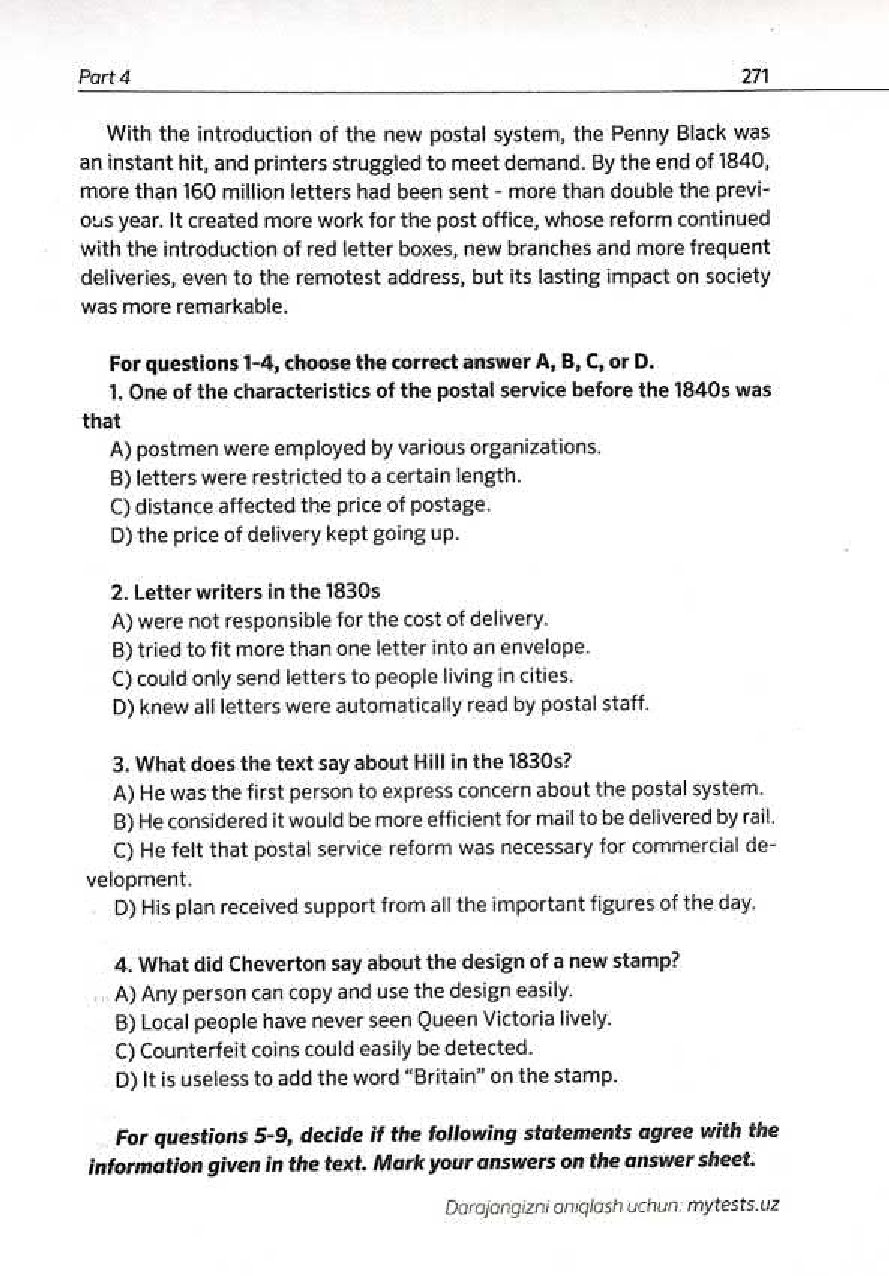 Part 4 271
With the introduction of the new postal system, the Penny Black was
an instant hit, and printers struggled to meet demand. By the end of 1840,
more than 160 million letters had been sent - more than double the previ-
ous year. It created more work for the post office, whose reform continued
with the introduction of red letter boxes, new branches and more frequent
deliveries, even to the remotest address, but its lasting impact on society
was more remarkable.
For questions 1-4, choose the correct answer A, B, C, or D.
1. One of the characteristics of the postal service before the 1840s was
that
A) postmen were employed by various organizations.
B) letters were restricted to a certain length.
C) distance affected the price of postage.
D) the price of delivery kept going up.
2. Letter writers in the 1830s
A) were not responsible for the cost of delivery.
B) tried to fit more than one letter into an envelope.
C) could only send letters to people living in cities.
D) knew all letters were automatically read by postal staff.
3. What does the text say about Hill in the 1830s?
A) He was the first person to express concern about the postal system.
B) He considered it would be more efficient for mail to be delivered by rail.
C) He felt that postal service reform was necessary for commercial de-
velopment.
D) His plan received support from all the important figures of the day.
4. What did Cheverton say about the design of a new stamp?
A) Any person can copy and use the design easily.
B) Local people have never seen Queen Victoria lively.
C) Counterfeit coins could easily be detected.
D) It is useless to add the word "Britain" on the stamp.
For questions 5-9, decide if the following statements agree with the
information given in the text. Mark your answers on the answer sheet.
Darajangizni aniqlash uchun: mytests.uz